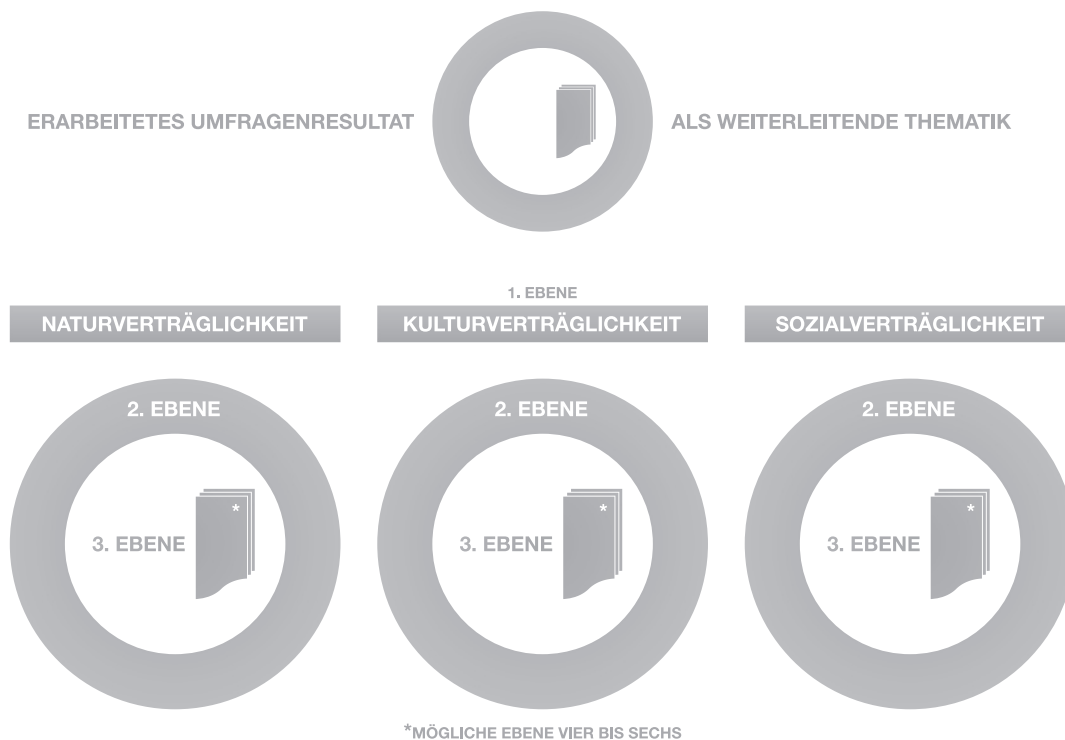 ERARBEITETES UMFRAGENRESULTAT ALS WEITERLEITENDE THEMATIK
1. EBENE
NATURVERTRÄGLICHKEIT KULTURVERTRÄGLICHKEIT SOZIALVERTRÄGLICHKEIT
2. EBENE 2. EBENE 2. EBENE
* * *
3. EBENE 3. EBENE 3. EBENE
*MÖGLICHE EBENE VIER BIS SECHS